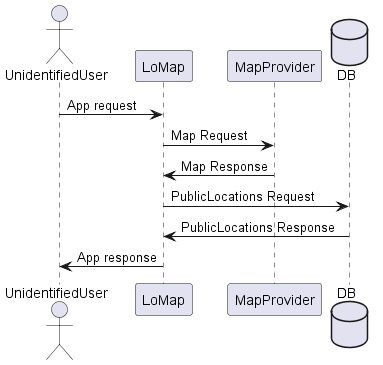 UnidentifiedUser
LoMap
MapProvider
DB
App request
Map Request
Map Response
PublicLocations Request
PublicLocations Response
App response
UnidentifiedUser
LoMap
MapProvider
DB